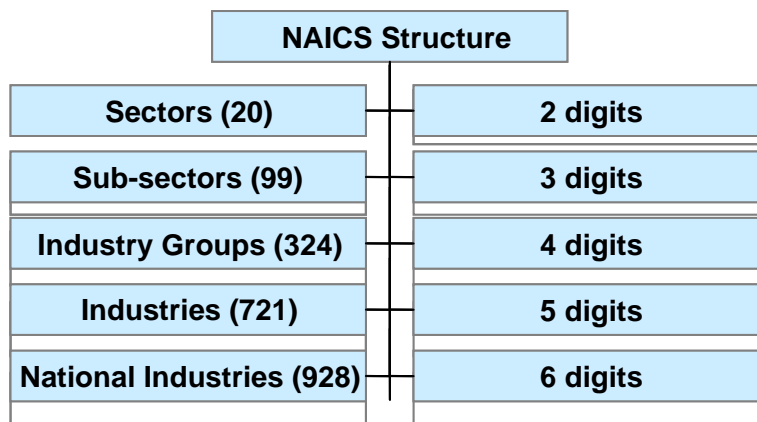 NAICS Structure
Sectors (20)
2 digits
Sub-sectors (99)
3 digits
Industry Groups (324)
4 digits
Industries (721)
5 digits
National Industries (928)
6 digits